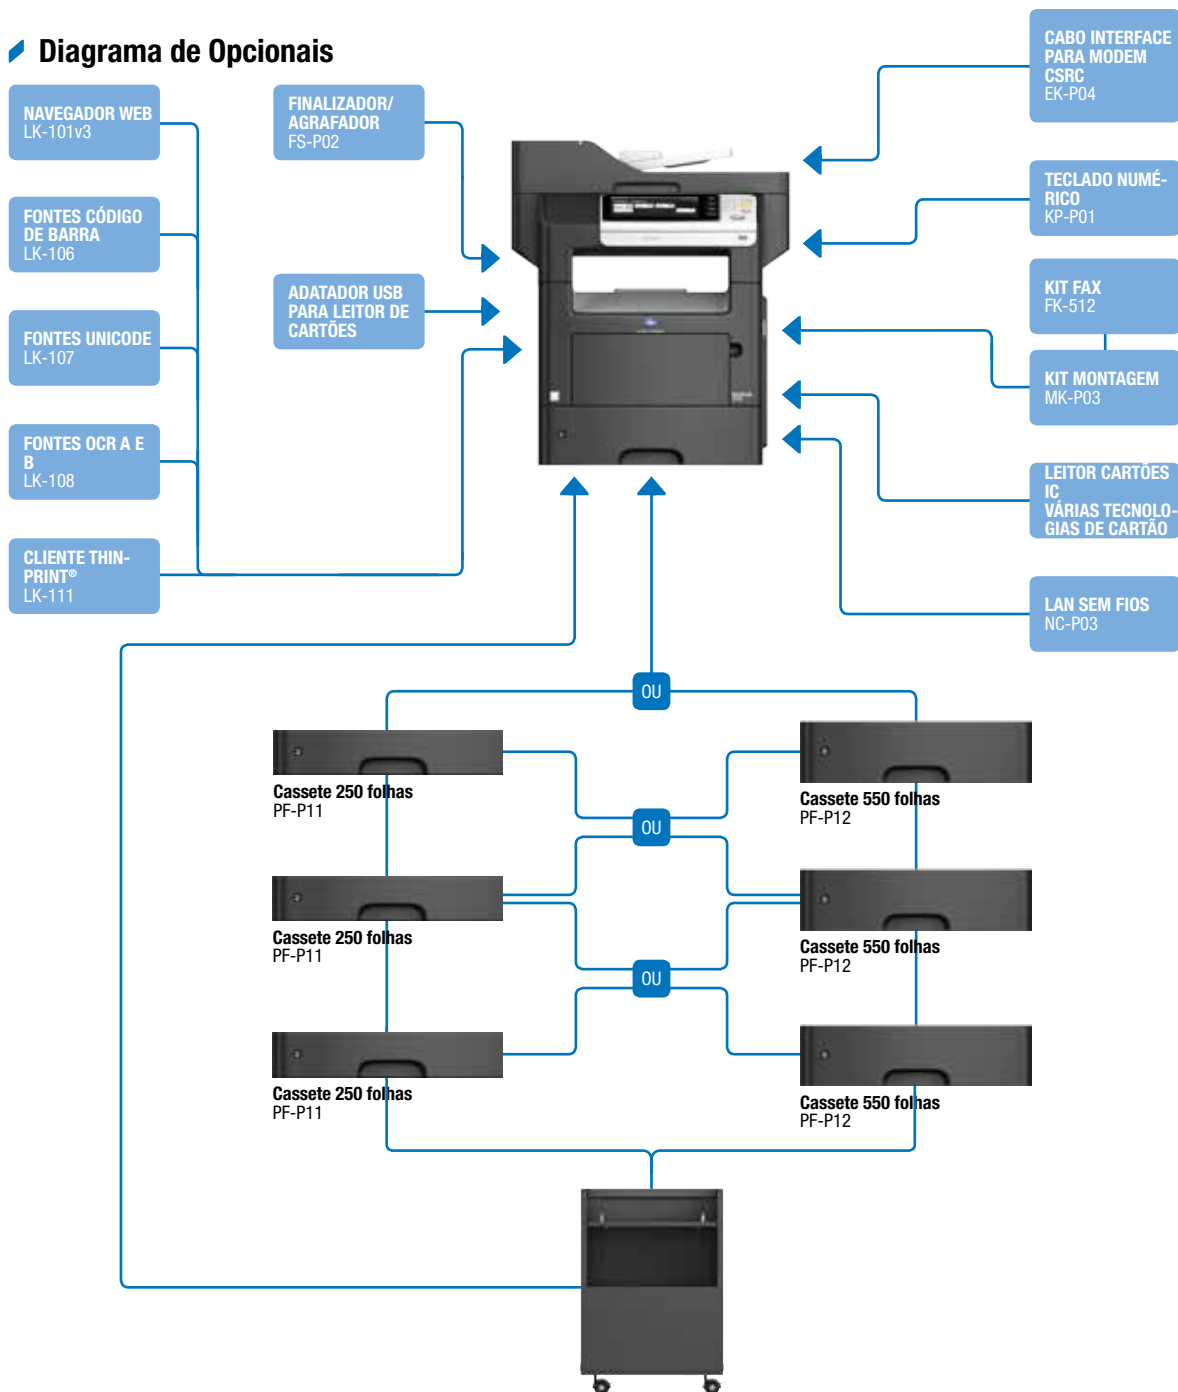 Diagrama de Opcionais
NAVEGADOR WEB
LK-101v3
FONTES CÓDIGO
DE BARRA
LK-106
FONTES UNICODE
LK-107
FONTES OCR A E
B
LK-108
CLIENTE THIN-
PRINT®
LK-111
FINALIZADOR/
AGRAFADOR
FS-P02
ADATADOR USB
PARA LEITOR DE
CARTÕES
CABO INTERFACE
PARA MODEM
CSRC
EK-P04
TECLADO NUMÉ-
RICO
KP-P01
KIT FAX
FK-512
KIT MONTAGEM
MK-P03
LEITOR CARTÕES
IC
VÁRIAS TECNOLO-
GIAS DE CARTÃO
LAN SEM FIOS
NC-P03
OU
Cassete 250 folhas
PF-P11
Cassete 550 folhas
PF-P12
OU
Cassete 250 folhas
PF-P11
Cassete 550 folhas
PF-P12
OU
Cassete 250 folhas
PF-P11
Cassete 550 folhas
PF-P12